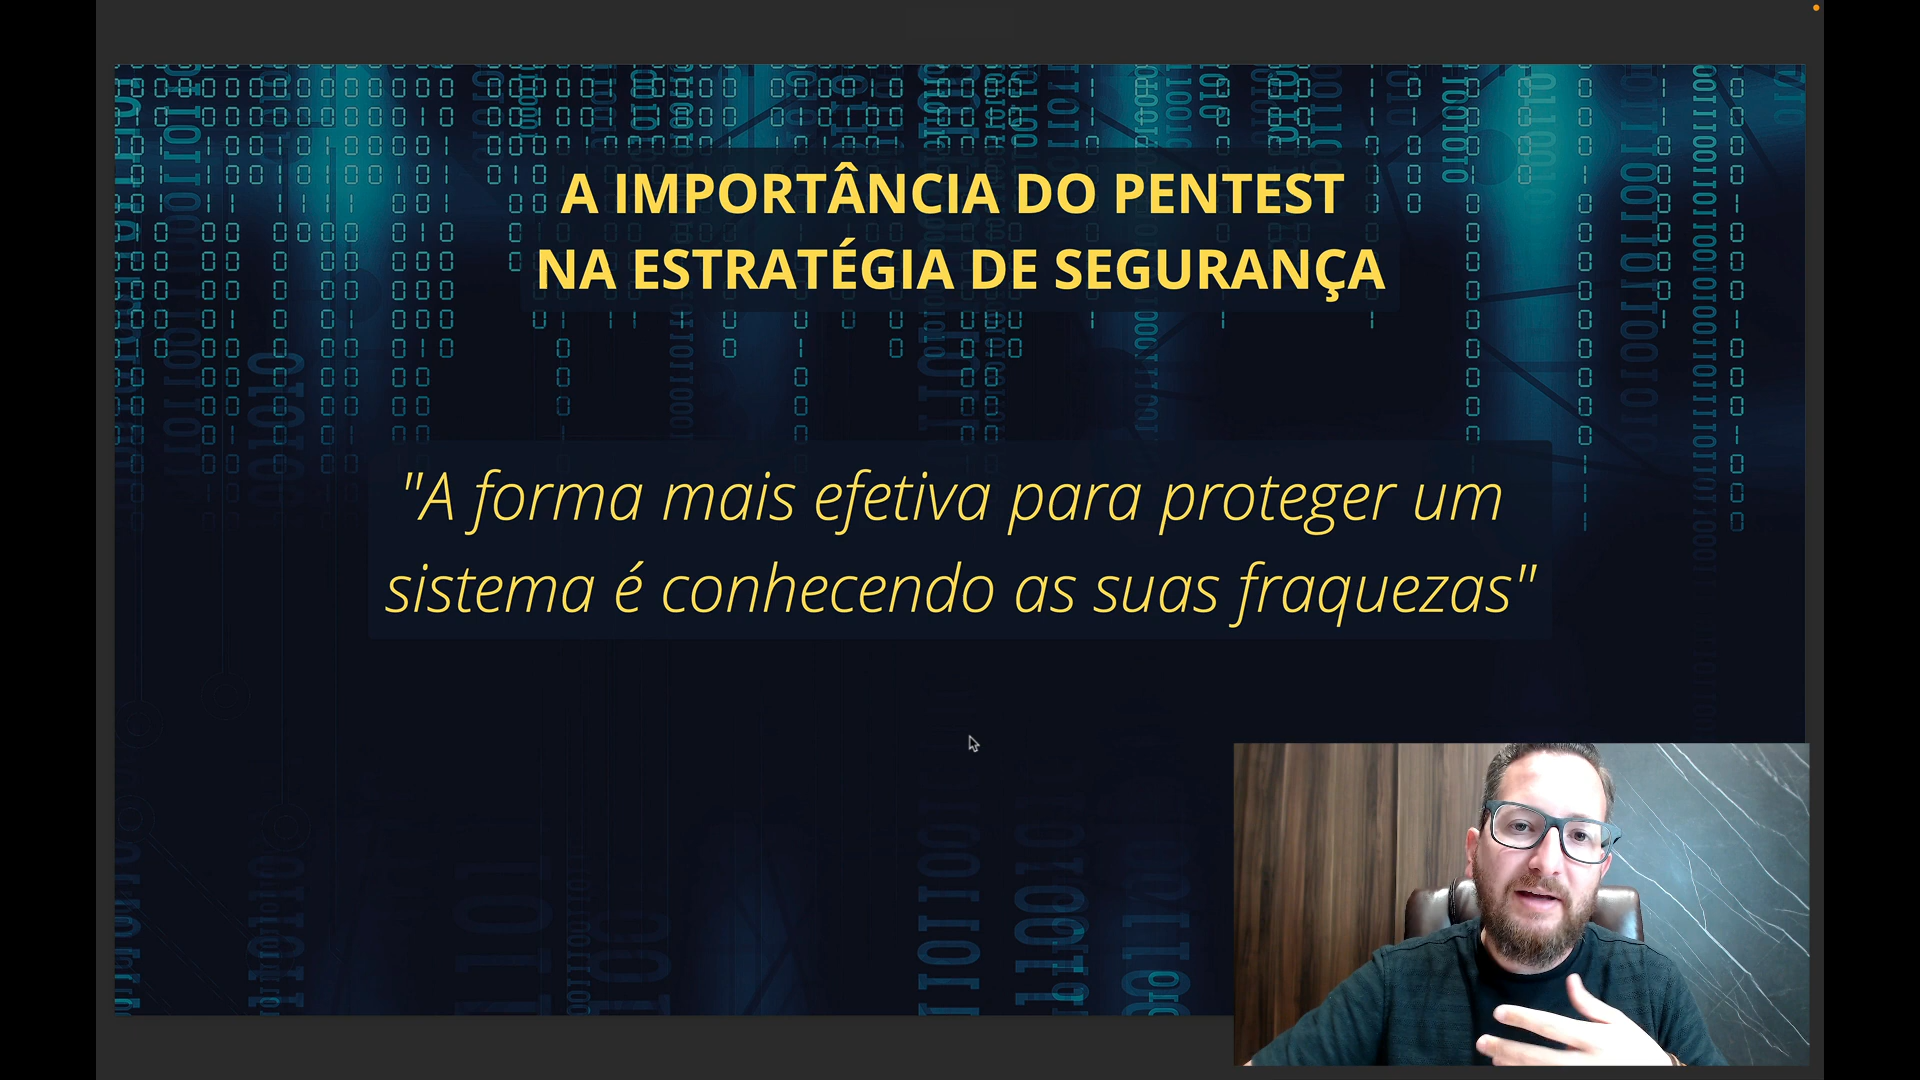 A IMPORTÂNCIA DO PENTEST
NA ESTRATÉGIA DE SEGURANÇA
"A forma mais efetiva para proteger um
sistema é conhecendo as suas fraquezas"